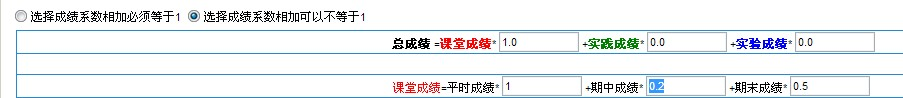 选择成绩系数相加必须等于1 选择成绩系数相加可以不等于1
总成绩 =课堂成绩* 1.0 +实践成绩* 0.0 +实验成绩* 0.0
课堂成绩=平时成绩* 1 +期中成绩* 0.2 +期末成绩* 0.5